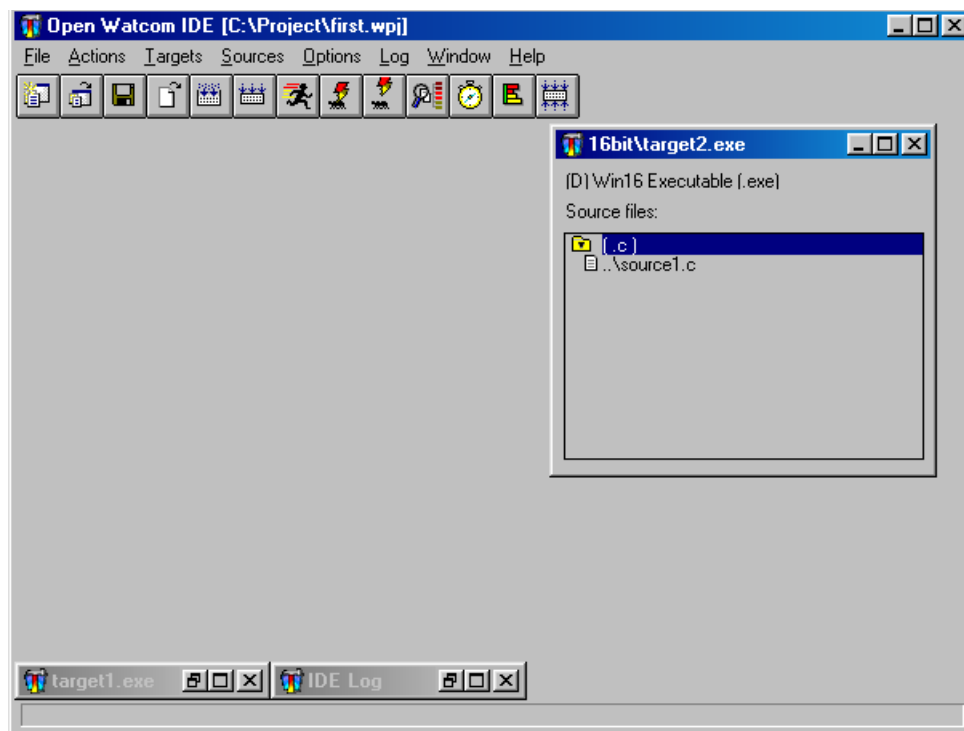 Open Watcom IDE [C:\Project\first.wpj]
File Actions Targets Sources Options Log Window Help
16bit\target2.exe
(D) Win16 Executable (.exe)
Source files:
( .c )
..\source1.c
target1.exe
IDE Log